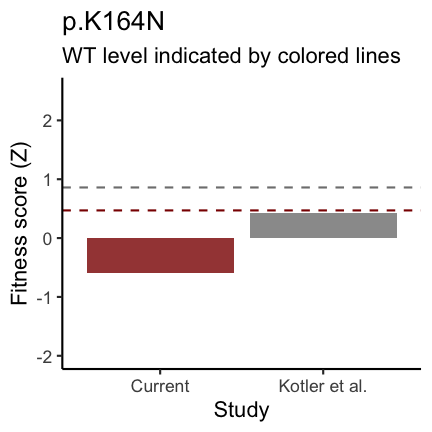 p.K164N
WT level indicated by colored lines
Fitness score (Z)
2
1
0
-1
-2
Current
Kotler et al.
Study